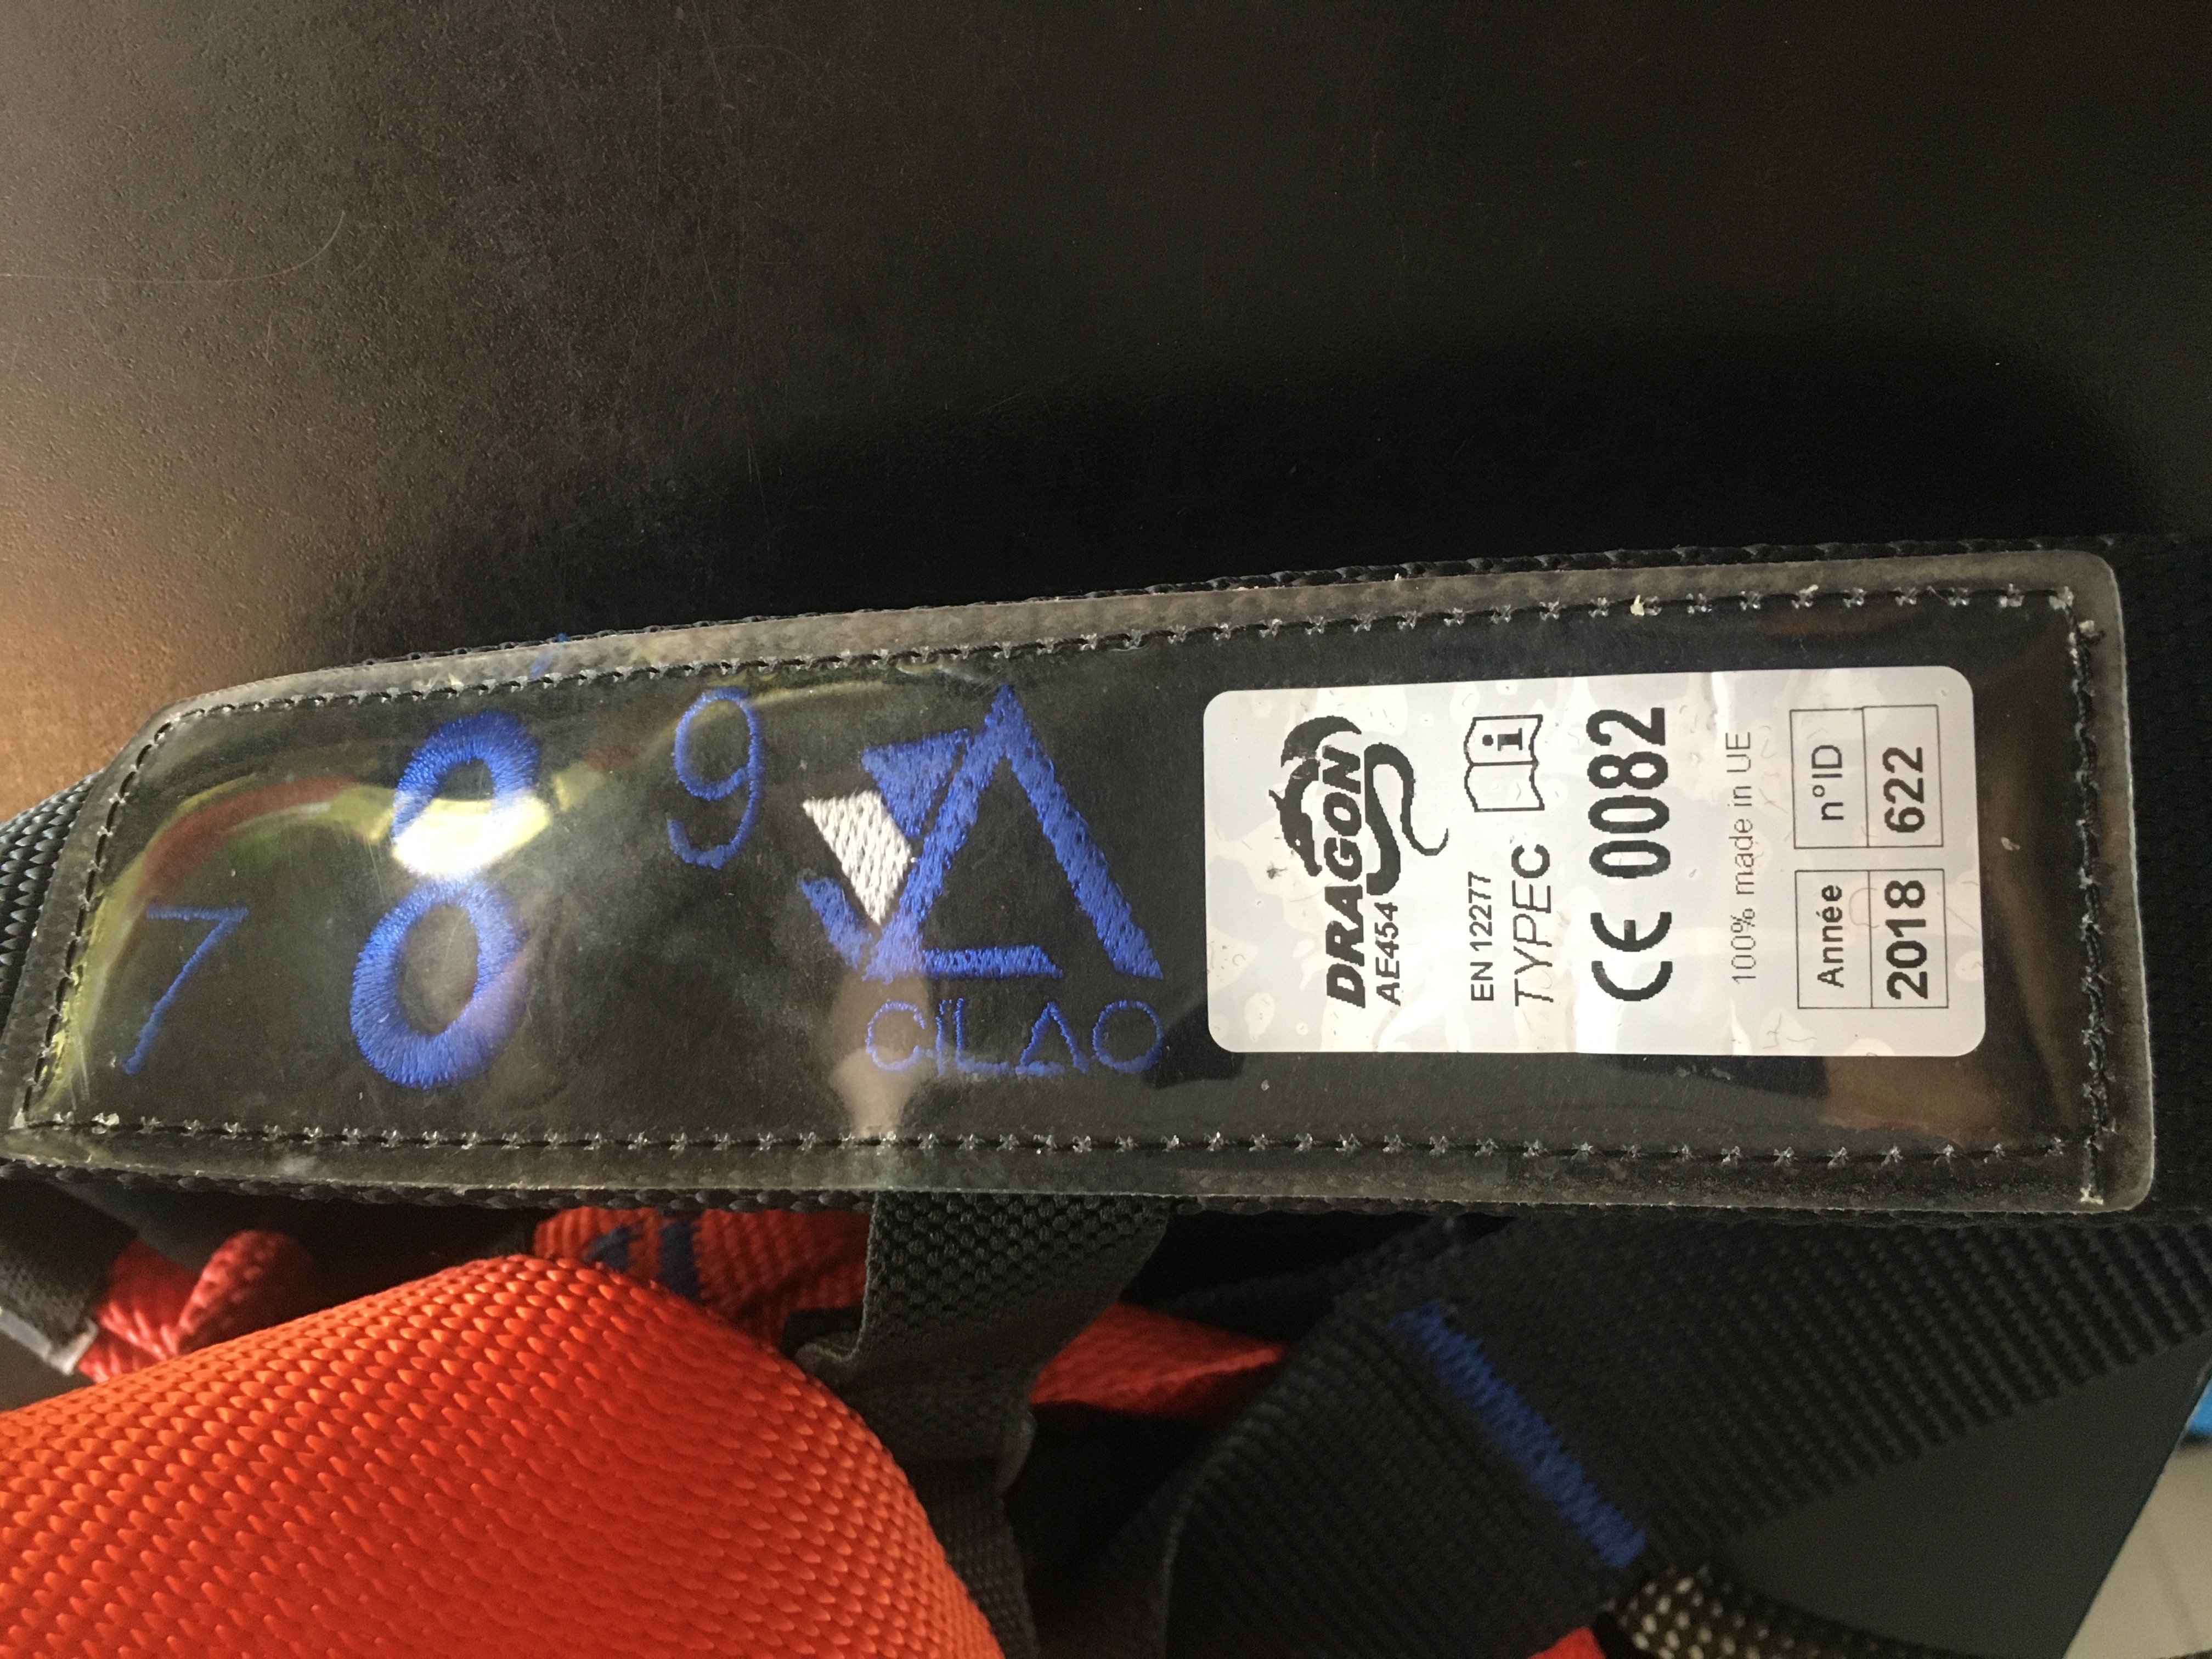 7
8
9
CiLAO
DRAGON
AE454
EN 12277
TYPE C
i
CE 0082
100% made in UE
Année n°ID
2018 622